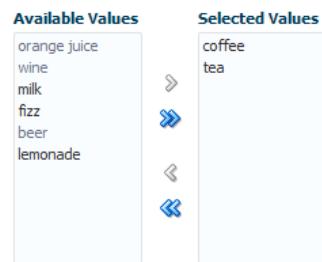 Available Values
orange juice
wine
milk
fizz
beer
lemonade
Selected Values
coffee
tea